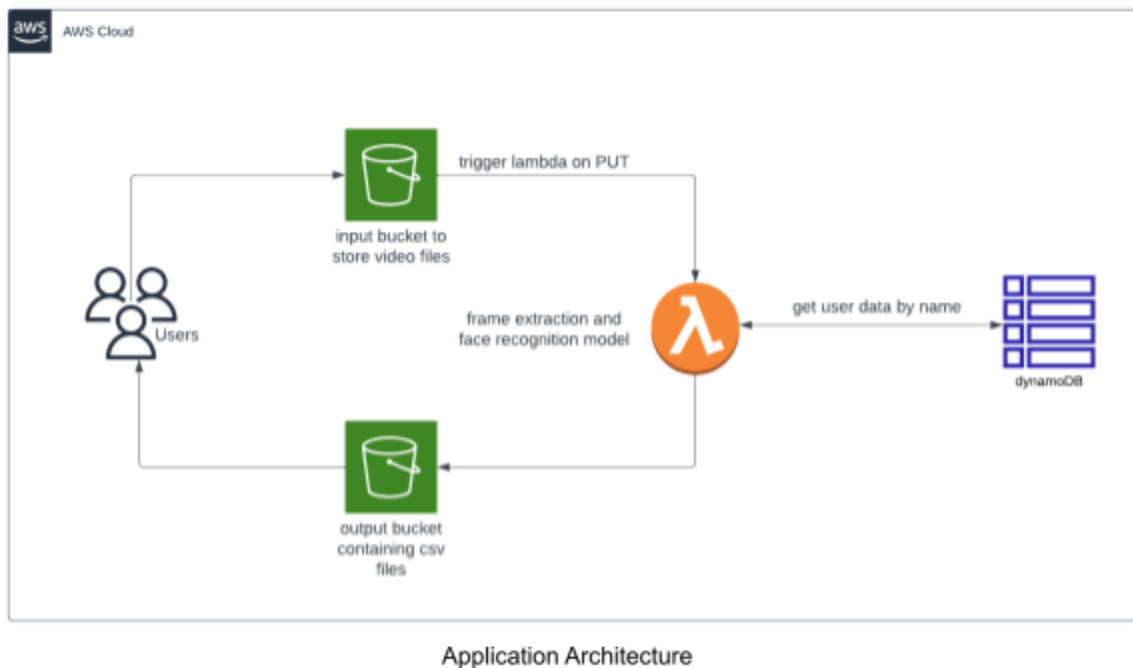 aws
AWS Cloud
trigger lambda on PUT
input bucket to
store video files
Users
frame extraction and
face recognition model
λ
get user data by name
dynamoDB
output bucket
containing csv
files
Application Architecture